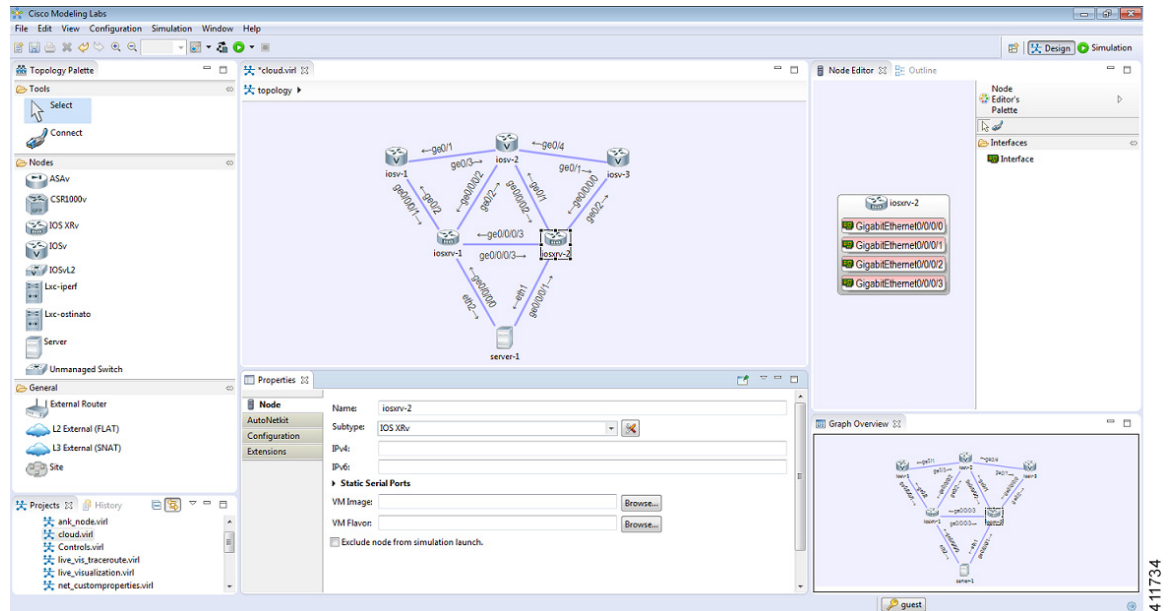 Cisco Modeling Labs
File Edit View Configuration Simulation Window Help
Design Simulation
Topology Palette
Tools
Select
Connect
Nodes
ASAv
CSR1000v
IOS XRv
IOSv
IOSvL2
Lxc-iperf
Lxc-ostinato
Server
Unmanaged Switch
General
External Router
L2 External (FLAT)
L3 External (SNAT)
Site
Projects History
ank_node.virl
cloud.virl
Controls.virl
live_vis_traceroute.virl
live_visualization.virl
net_customproperties.virl
*cloud.virl
topology
←ge0/1
ge0/3→
←ge0/4
ge0/1→
iosv-1
iosv-2
iosv-3
←ge0/2
ge0/0/0/1→
←ge0/0/0/2
ge0/2→
←ge0/1
ge0/0/0/2→
←ge0/0/0/0
ge0/2→
←ge0/0/0/3
ge0/0/0/3→
iosxrv-1
iosxrv-2
←ge0/0/0/0
eth2→
←eth1
ge0/0/0/1→
server-1
Properties
Node
AutoNetkit
Configuration
Extensions
Name: iosxrv-2
Subtype: IOS XRv
IPv4:
IPv6:
Static Serial Ports
VM Image: Browse...
VM Flavor: Browse...
Exclude node from simulation launch.
Node Editor Outline
Node
Editor's
Palette
Interfaces
Interface
iosxrv-2
GigabitEthernet0/0/0/0
GigabitEthernet0/0/0/1
GigabitEthernet0/0/0/2
GigabitEthernet0/0/0/3
Graph Overview
guest
411734